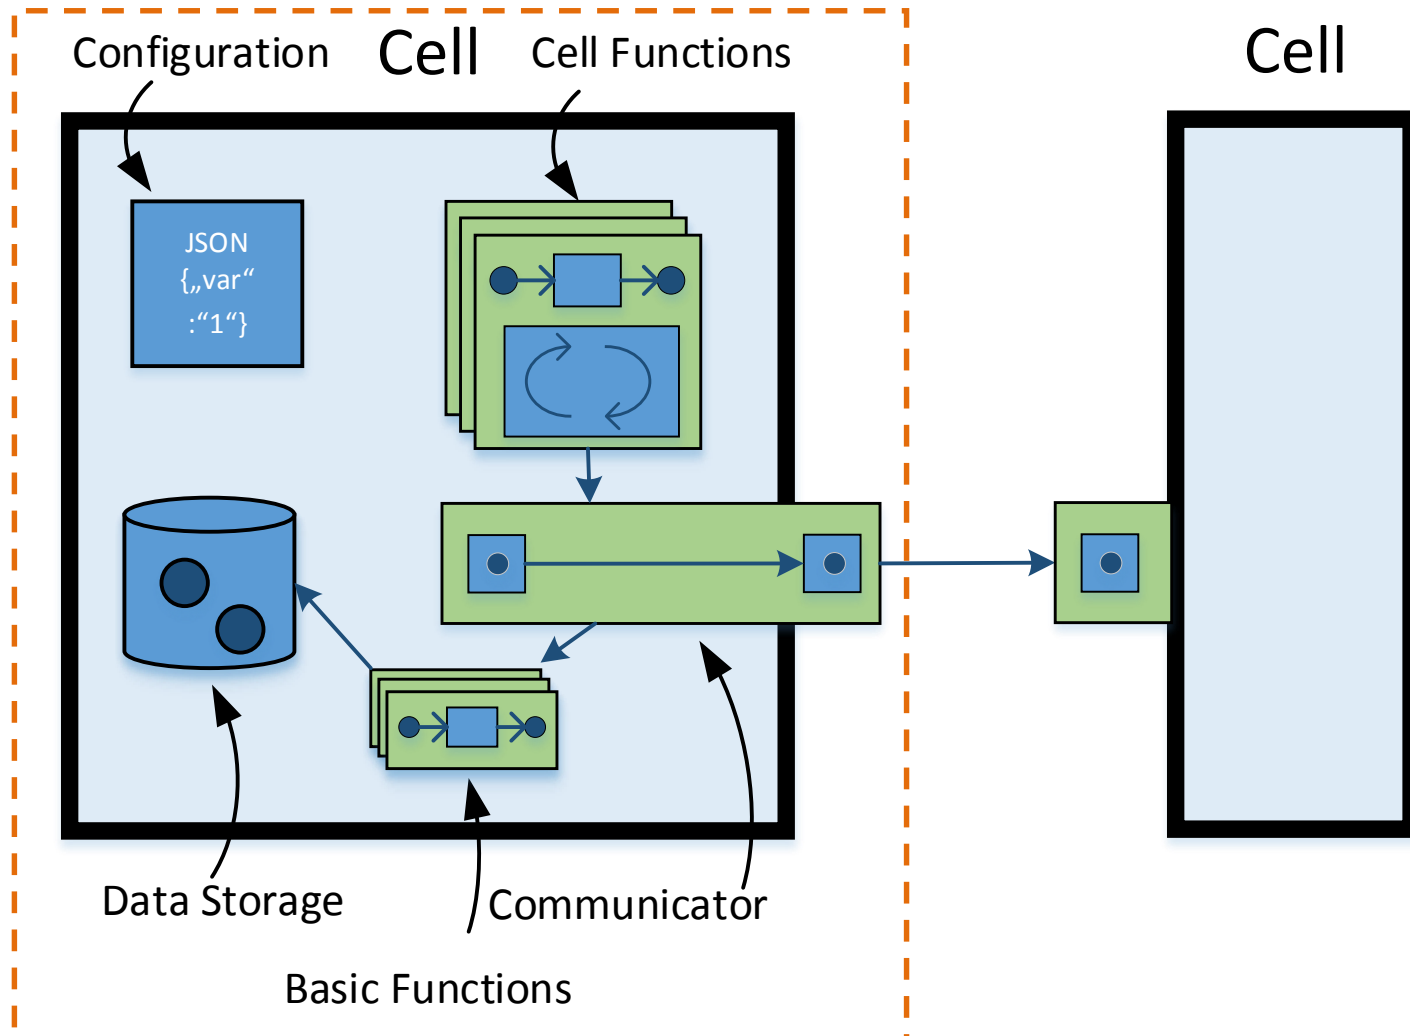 Configuration
Cell
Cell Functions
Cell
JSON
{„var“
:“1“}
Data Storage
Communicator
Basic Functions